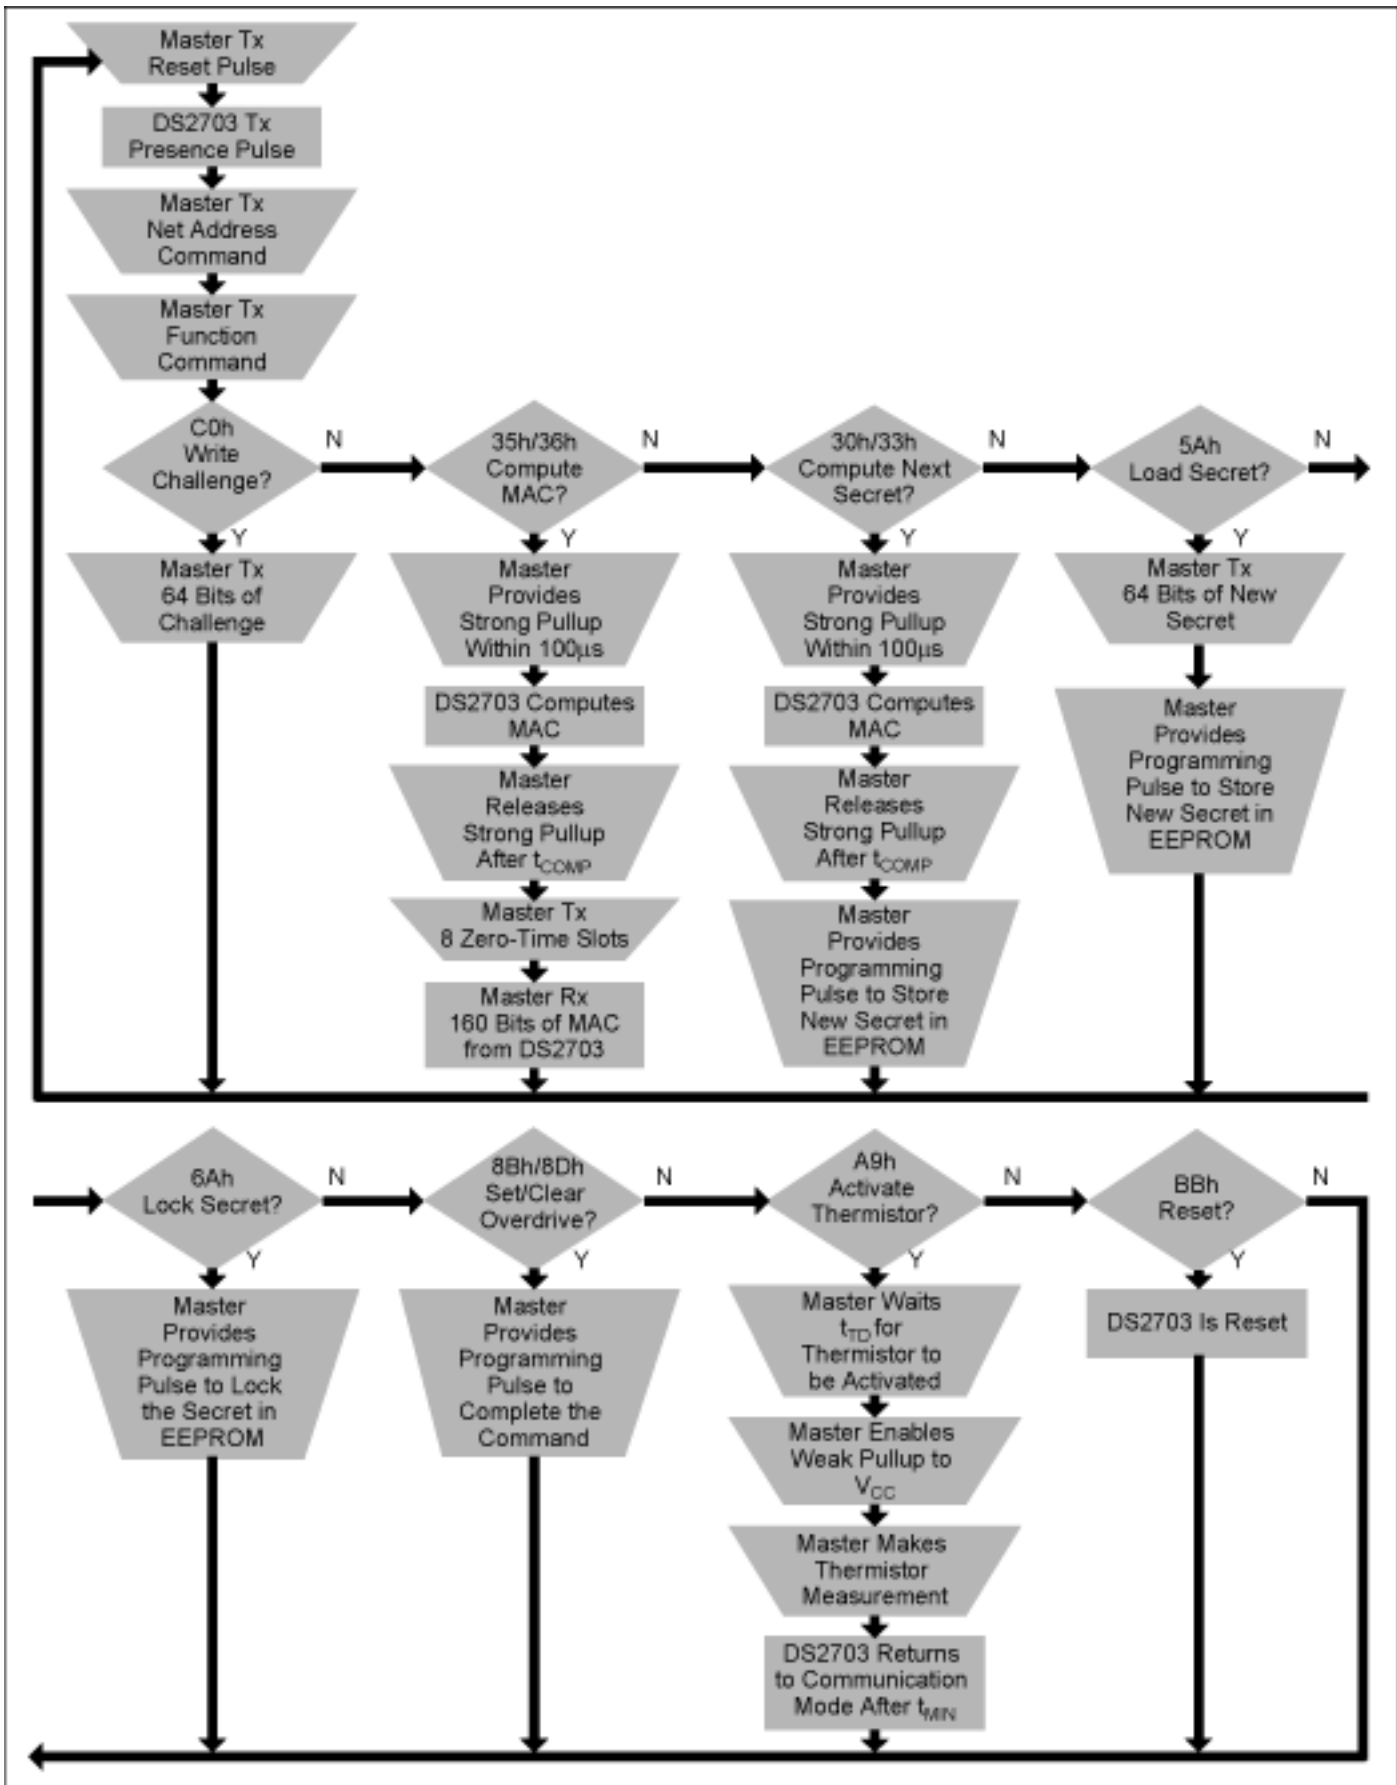 Master Tx
Reset Pulse
DS2703 Tx
Presence Pulse
Master Tx
Net Address
Command
Master Tx
Function
Command
C0h
Write
Challenge?
N
Y
Master Tx
64 Bits of
Challenge
35h/36h
Compute
MAC?
N
Y
Master
Provides
Strong Pullup
Within 100µs
DS2703 Computes
MAC
Master
Releases
Strong Pullup
After tCOMP
Master Tx
8 Zero-Time Slots
Master Rx
160 Bits of MAC
from DS2703
30h/33h
Compute Next
Secret?
N
Y
Master
Provides
Strong Pullup
Within 100µs
DS2703 Computes
MAC
Master
Releases
Strong Pullup
After tCOMP
Master
Provides
Programming
Pulse to Store
New Secret in
EEPROM
5Ah
Load Secret?
N
Y
Master Tx
64 Bits of New
Secret
Master
Provides
Programming
Pulse to Store
New Secret in
EEPROM
6Ah
Lock Secret?
N
Y
Master
Provides
Programming
Pulse to Lock
the Secret in
EEPROM
8Bh/8Dh
Set/Clear
Overdrive?
N
Y
Master
Provides
Programming
Pulse to
Complete the
Command
A9h
Activate
Thermistor?
N
Y
Master Waits
tTD for
Thermistor to
be Activated
Master Enables
Weak Pullup to
VCC
Master Makes
Thermistor
Measurement
DS2703 Returns
to Communication
Mode After tMIN
BBh
Reset?
N
Y
DS2703 Is Reset